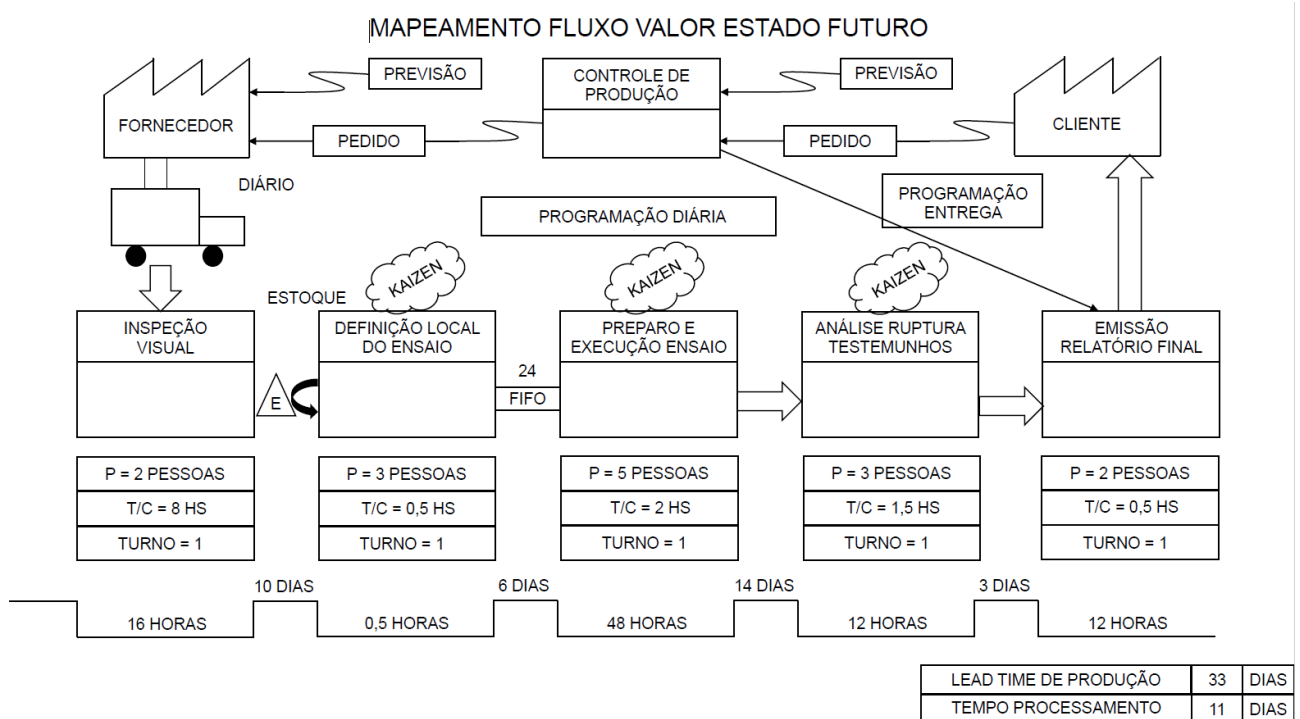 MAPEAMENTO FLUXO VALOR ESTADO FUTURO
PREVISÃO
CONTROLE DE
PRODUÇÃO
PREVISÃO
FORNECEDOR
PEDIDO
PEDIDO
CLIENTE
DIÁRIO
PROGRAMAÇÃO DIÁRIA
PROGRAMAÇÃO
ENTREGA
KAIZEN
KAIZEN
KAIZEN
ESTOQUE
INSPEÇÃO
VISUAL
DEFINIÇÃO LOCAL
DO ENSAIO
PREPARO E
EXECUÇÃO ENSAIO
ANÁLISE RUPTURA
TESTEMUNHOS
EMISSÃO
RELATÓRIO FINAL
E
24
FIFO
P = 2 PESSOAS
T/C = 8 HS
TURNO = 1
P = 3 PESSOAS
T/C = 0,5 HS
TURNO = 1
P = 5 PESSOAS
T/C = 2 HS
TURNO = 1
P = 3 PESSOAS
T/C = 1,5 HS
TURNO = 1
P = 2 PESSOAS
T/C = 0,5 HS
TURNO = 1
10 DIAS
6 DIAS
14 DIAS
3 DIAS
16 HORAS
0,5 HORAS
48 HORAS
12 HORAS
12 HORAS
LEAD TIME DE PRODUÇÃO 33 DIAS
TEMPO PROCESSAMENTO 11 DIAS